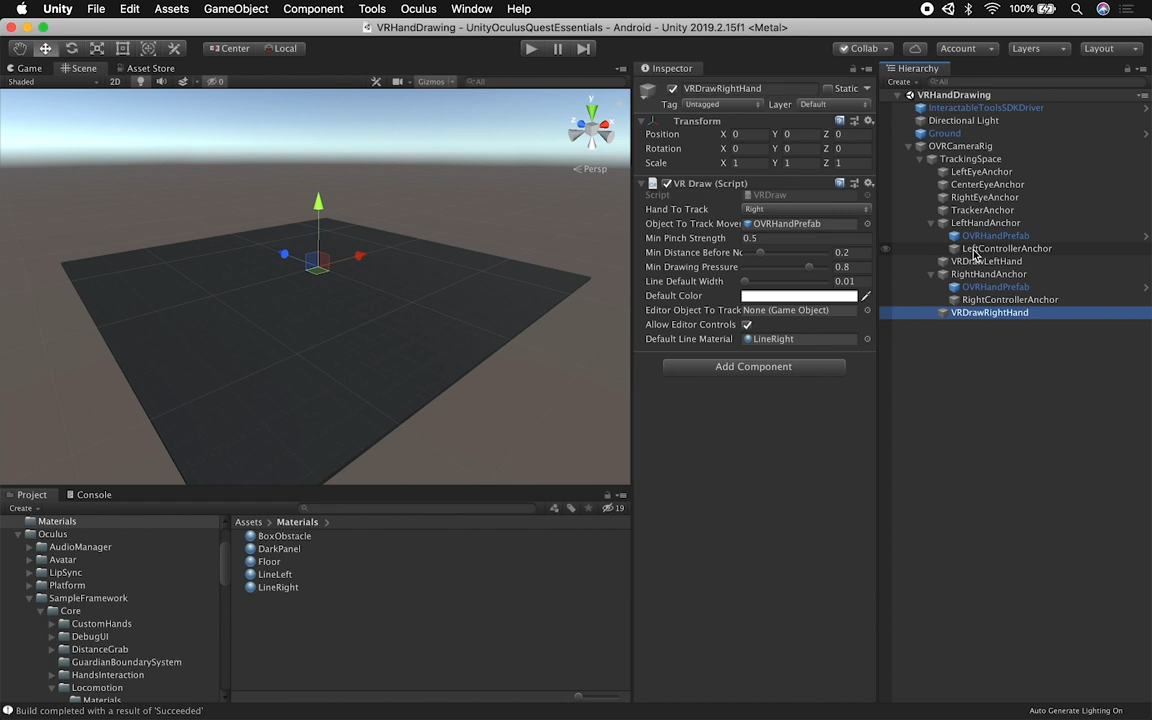 Unity File Edit Assets GameObject Component Tools Oculus Window Help 100%
VRHandDrawing - UnityOculusQuestEssentials - Android - Unity 2019.2.15f1 <Metal>
Center Local Collab Account Layers Layout
Game Scene Asset Store
Shaded 2D 0 Gizmos All
y
x
z
Persp
Inspector
VRDrawRightHand Static
Tag Untagged Layer Default
Transform
Position X 0 Y 0 Z 0
Rotation X 0 Y 0 Z 0
Scale X 1 Y 1 Z 1
VR Draw (Script)
Script VRDraw
Hand To Track Right
Object To Track Mover OVRHandPrefab
Min Pinch Strength 0.5
Min Distance Before Nc 0.2
Min Drawing Pressure 0.8
Line Default Width 0.01
Default Color
Editor Object To Track None (Game Object)
Allow Editor Controls
Default Line Material LineRight
Add Component
Hierarchy
Create All
VRHandDrawing
InteractableToolsSDKDriver
Directional Light
Ground
OVRCameraRig
TrackingSpace
LeftEyeAnchor
CenterEyeAnchor
RightEyeAnchor
TrackerAnchor
LeftHandAnchor
OVRHandPrefab
LeftControllerAnchor
VRDrawLeftHand
RightHandAnchor
OVRHandPrefab
RightControllerAnchor
VRDrawRightHand
Project Console
Create 19
Materials
Oculus
AudioManager
Avatar
LipSync
Platform
SampleFramework
Core
CustomHands
DebugUI
DistanceGrab
GuardianBoundarySystem
HandsInteraction
Locomotion
Materials
Assets > Materials >
BoxObstacle
DarkPanel
Floor
LineLeft
LineRight
Build completed with a result of 'Succeeded'
Auto Generate Lighting On